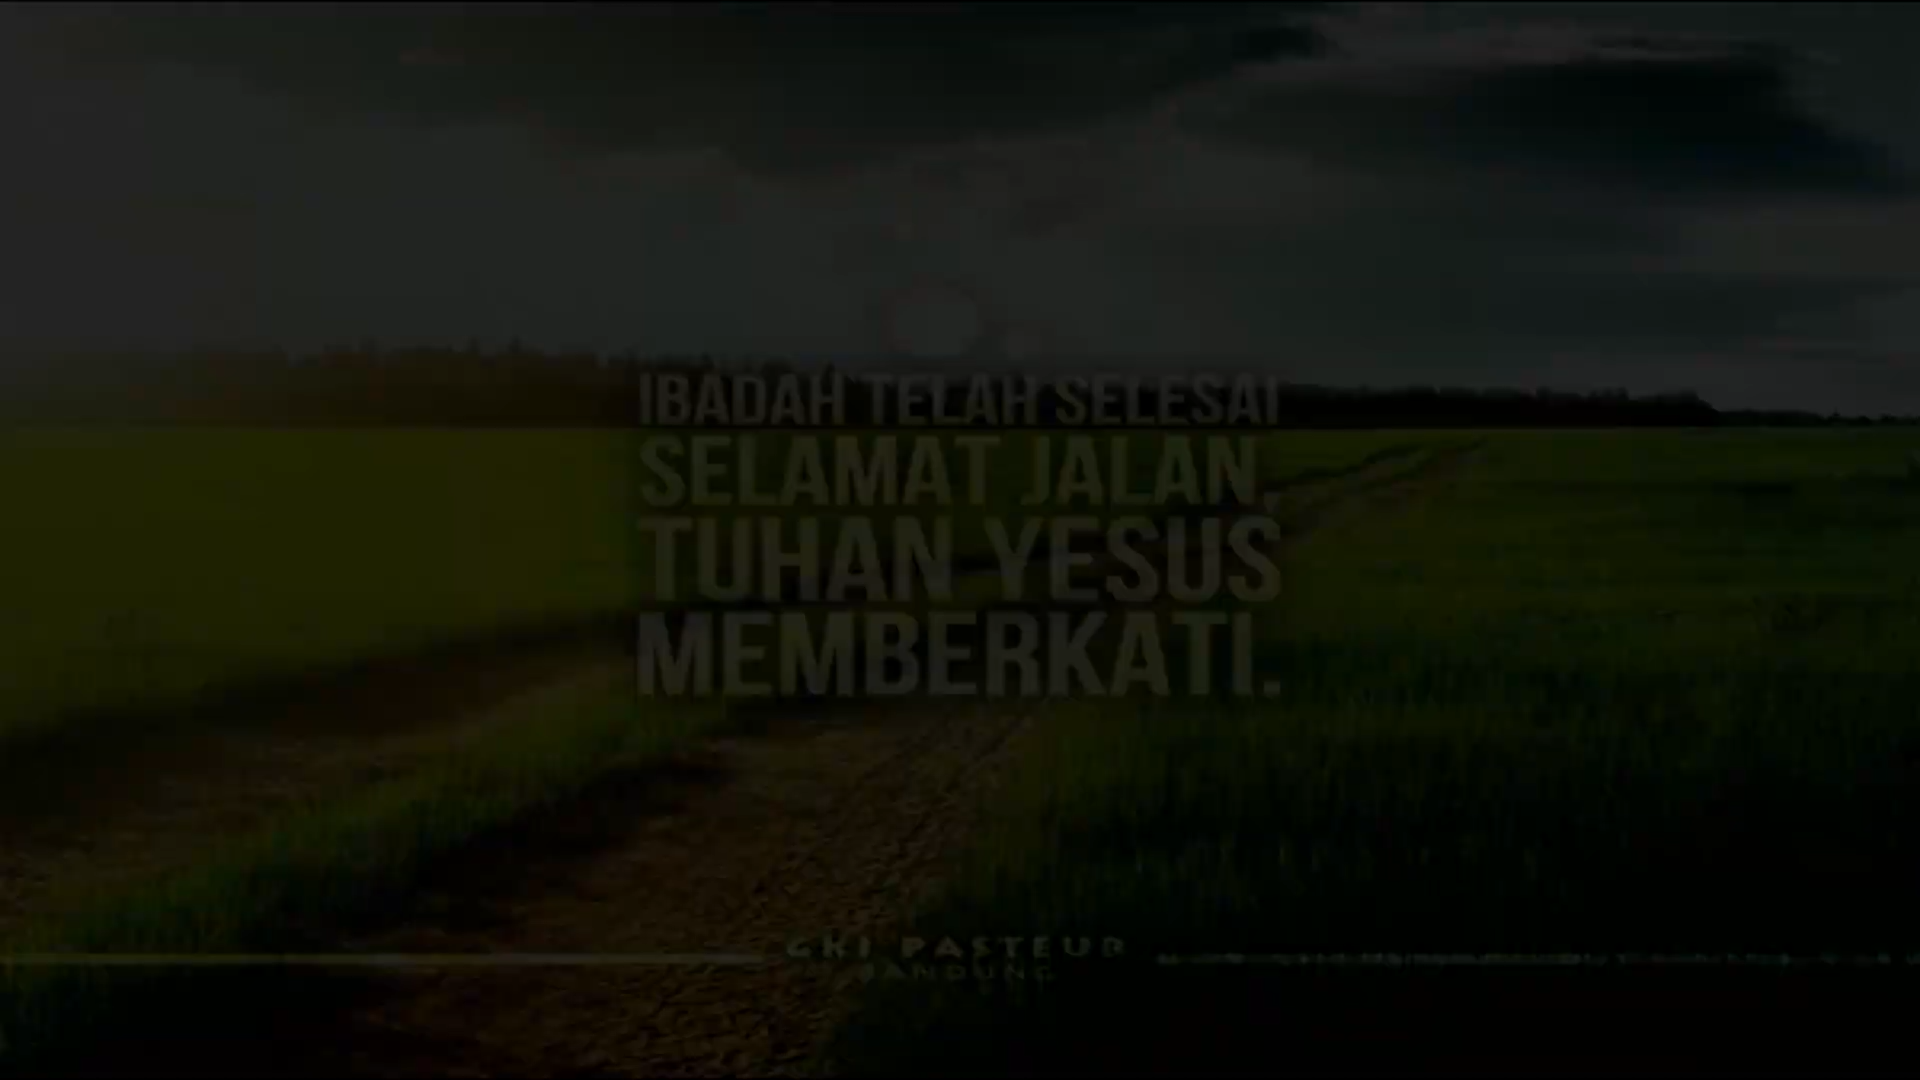 IBADAH TELAH SELESAI
SELAMAT JALAN,
TUHAN YESUS
MEMBERKATI.
GKI PASTEUR
BANDUNG